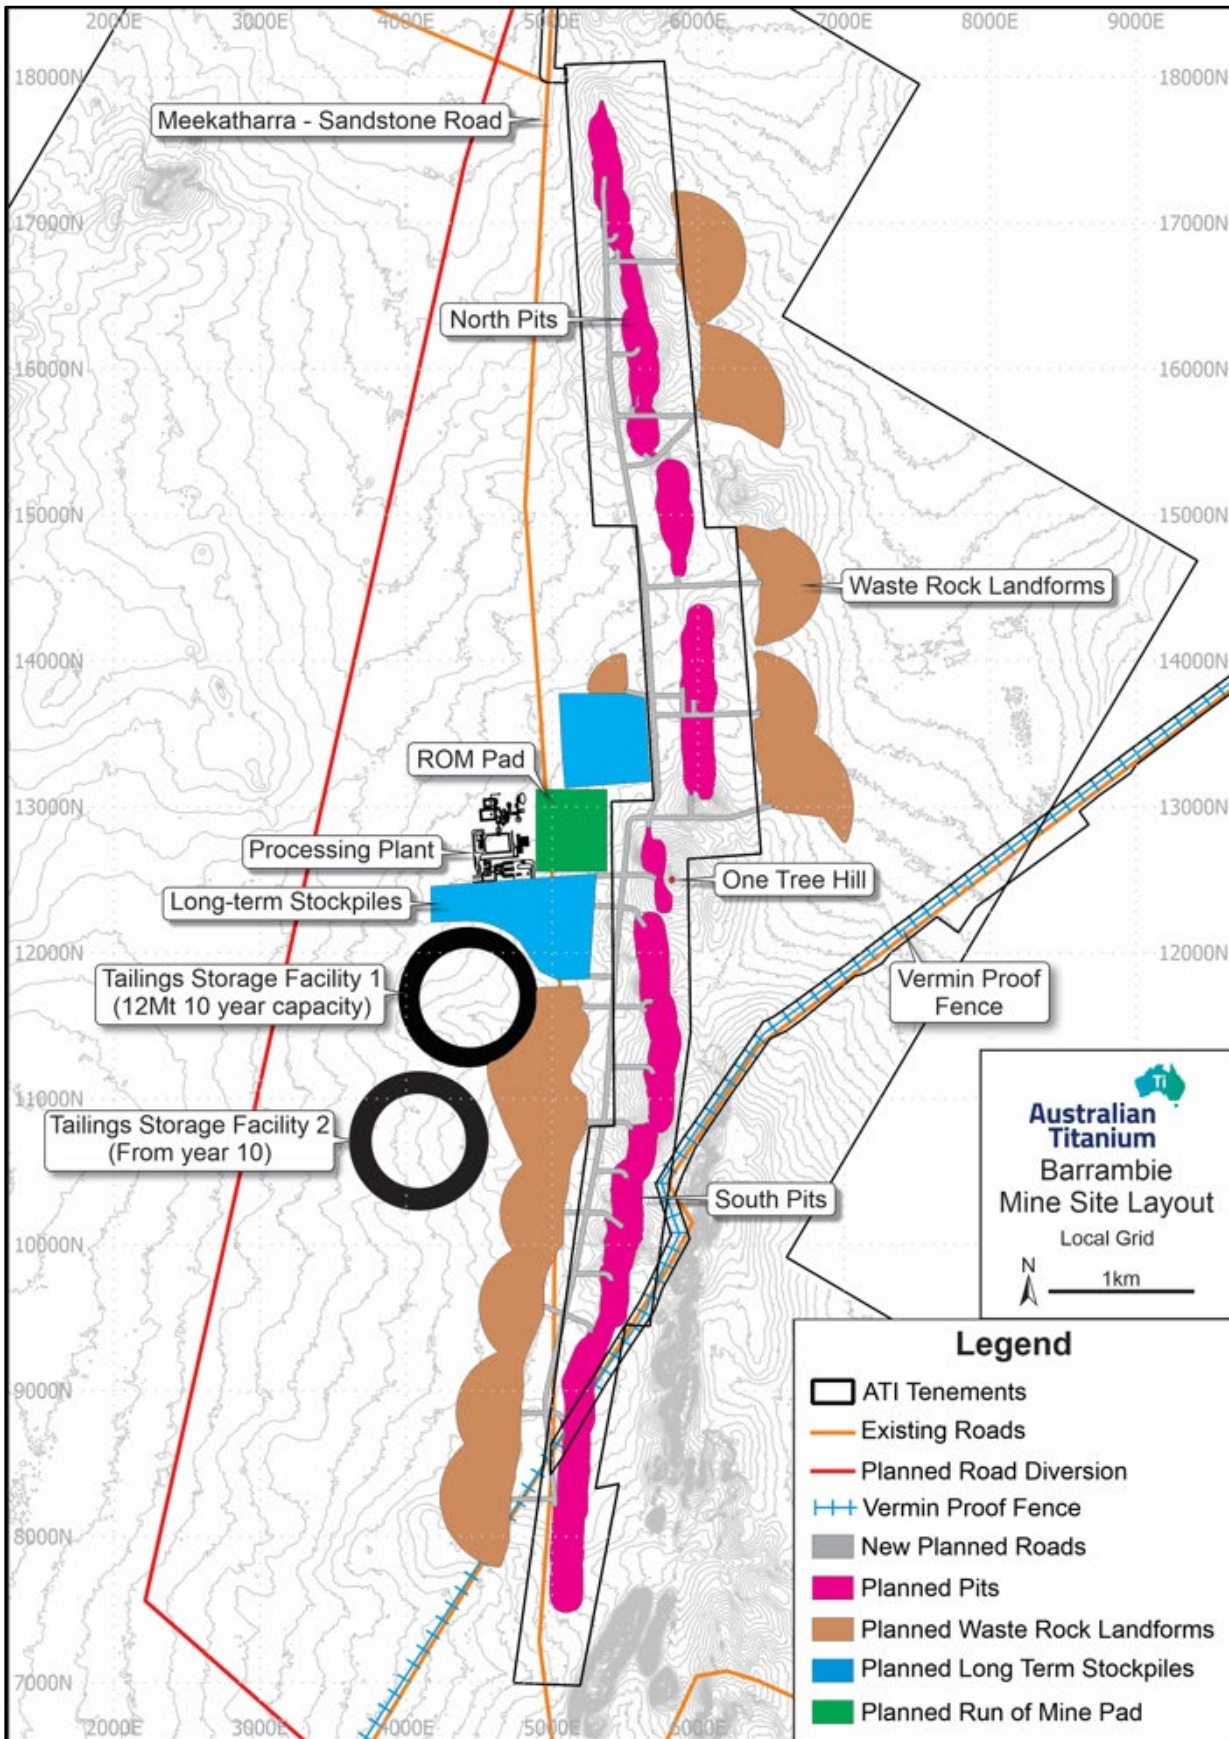 2000E 3000E 4000E 5000E 6000E 7000E 8000E 9000E
18000N 18000N
Meekatharra - Sandstone Road
17000N 17000N
North Pits
16000N 16000N
15000N 15000N
Waste Rock Landforms
14000N 14000N
ROM Pad
13000N 13000N
Processing Plant
One Tree Hill
Long-term Stockpiles
12000N 12000N
Tailings Storage Facility 1
(12Mt 10 year capacity)
Vermin Proof
Fence
11000N
Tailings Storage Facility 2
(From year 10)
South Pits
10000N
9000N
8000N
7000N
2000E 3000E 4000E 5000E 6000E
Ti
Australian
Titanium
Barrambie
Mine Site Layout
Local Grid
N
1km
Legend
ATI Tenements
Existing Roads
Planned Road Diversion
Vermin Proof Fence
New Planned Roads
Planned Pits
Planned Waste Rock Landforms
Planned Long Term Stockpiles
Planned Run of Mine Pad